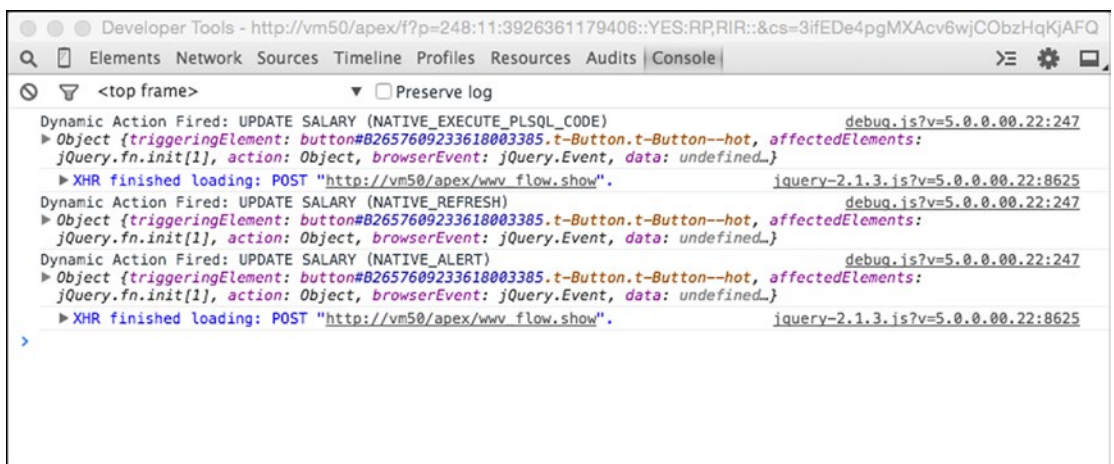 Developer Tools - http://vm50/apex/f?p=248:11:3926361179406::YES:RP,RIR::&cs=3ifEDe4pgMXAcv6wjCObzHqKjAFQ
Elements Network Sources Timeline Profiles Resources Audits Console
<top frame> ▼ Preserve log
Dynamic Action Fired: UPDATE SALARY (NATIVE_EXECUTE_PLSQL_CODE) debug.js?v=5.0.0.00.22:247
▶ Object {triggeringElement: button#B26576092336180033​85.t-Button.t-Button--hot, affectedElements:
jQuery.fn.init[1], action: Object, browserEvent: jQuery.Event, data: undefined…}
▶ XHR finished loading: POST "http://vm50/apex/wwv_flow.show". jquery-2.1.3.js?v=5.0.0.00.22:8625
Dynamic Action Fired: UPDATE SALARY (NATIVE_REFRESH) debug.js?v=5.0.0.00.22:247
▶ Object {triggeringElement: button#B26576092336180033​85.t-Button.t-Button--hot, affectedElements:
jQuery.fn.init[1], action: Object, browserEvent: jQuery.Event, data: undefined…}
Dynamic Action Fired: UPDATE SALARY (NATIVE_ALERT) debug.js?v=5.0.0.00.22:247
▶ Object {triggeringElement: button#B26576092336180033​85.t-Button.t-Button--hot, affectedElements:
jQuery.fn.init[1], action: Object, browserEvent: jQuery.Event, data: undefined…}
▶ XHR finished loading: POST "http://vm50/apex/wwv_flow.show". jquery-2.1.3.js?v=5.0.0.00.22:8625
>